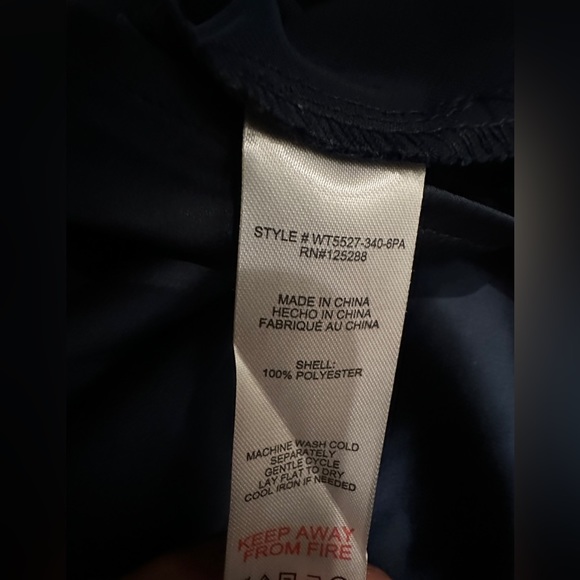 STYLE # WT5527-340-6PA
RN#125288
MADE IN CHINA
HECHO IN CHINA
FABRIQUÉ AU CHINA
SHELL:
100% POLYESTER
MACHINE WASH COLD
SEPARATELY
GENTLE CYCLE
LAY FLAT TO DRY
COOL IRON IF NEEDED
KEEP AWAY
FROM FIRE